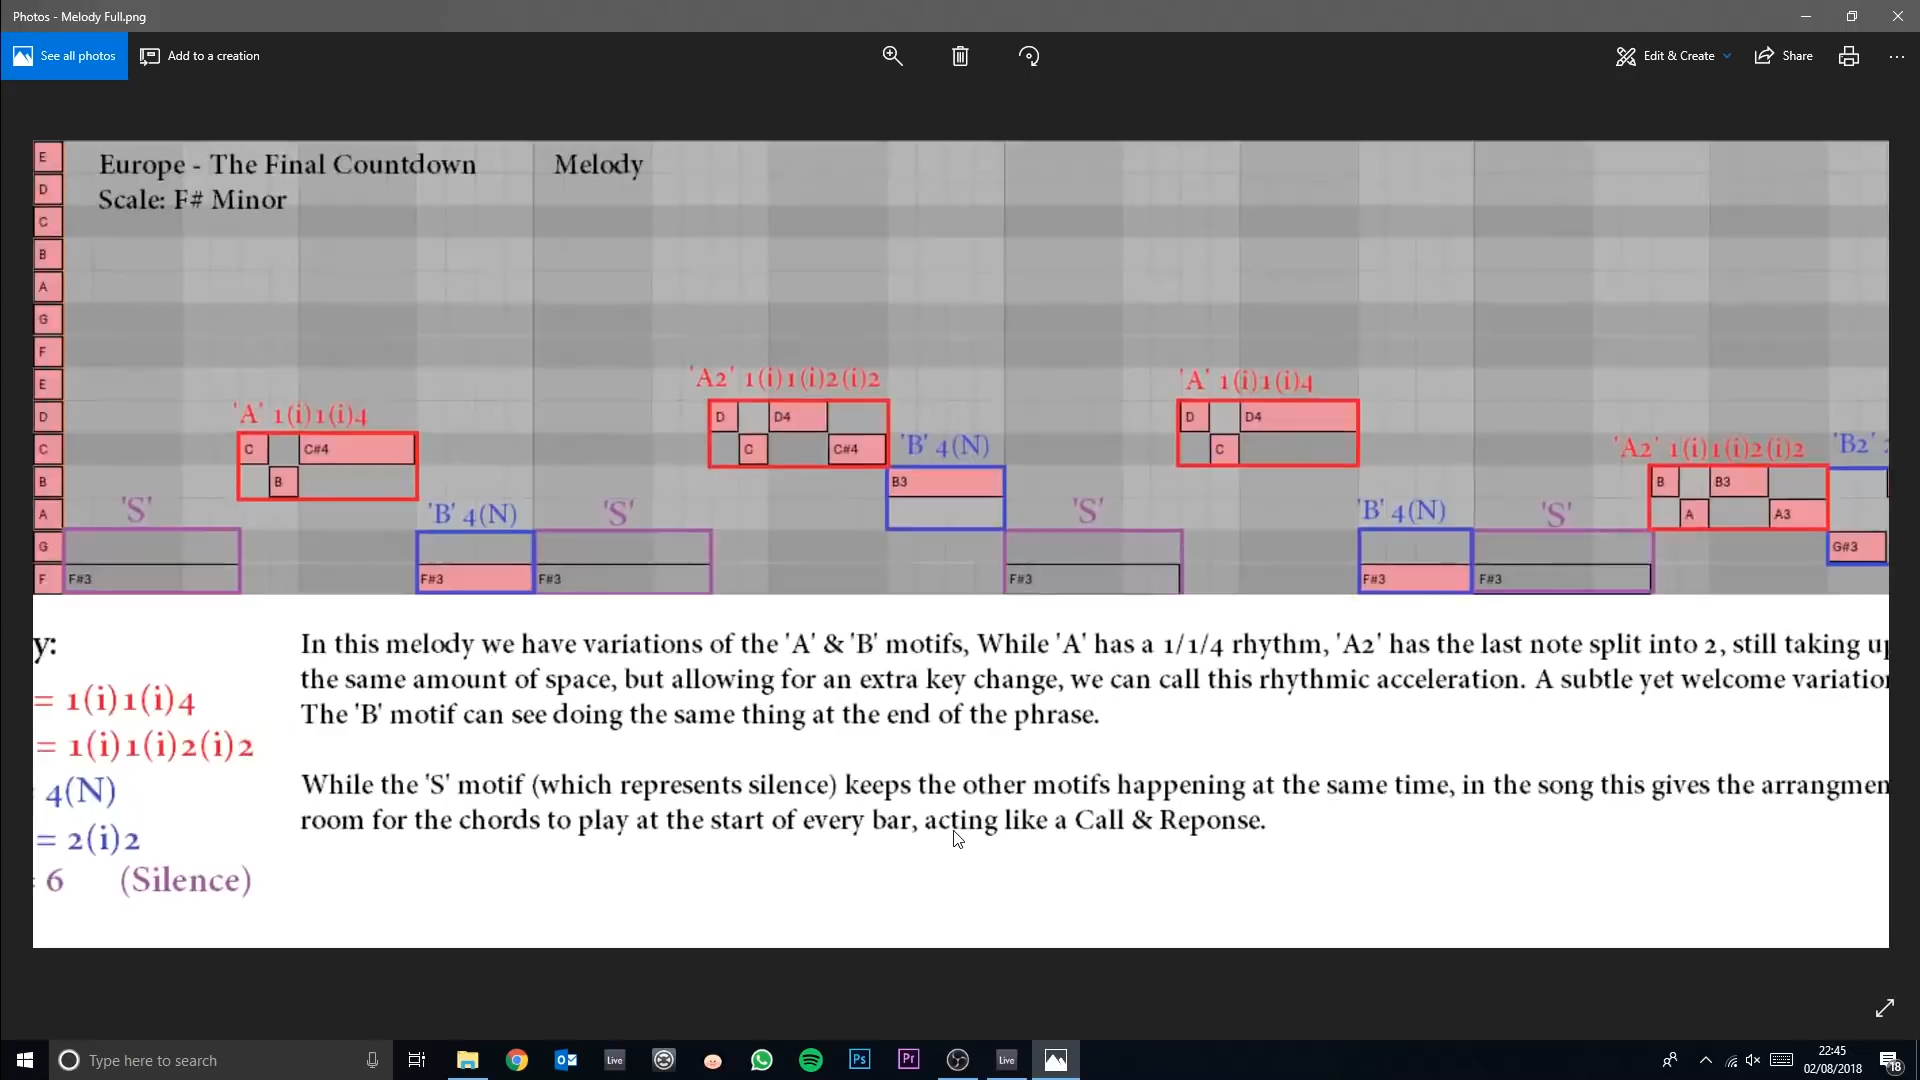 Photos - Melody Full.png
See all photos
Add to a creation
Edit & Create
Share
Europe - The Final Countdown
Melody
Scale: F# Minor
E
D
C
B
A
G
F
E
D
C
B
A
G
F
'S'
F#3
'A' 1(i)1(i)4
C
B
C#4
'B' 4(N)
F#3
'S'
F#3
'A2' 1(i)1(i)2(i)2
D
C
D4
C#4
'B' 4(N)
B3
'S'
F#3
'A' 1(i)1(i)4
D
C
D4
'B' 4(N)
F#3
'S'
F#3
'A2' 1(i)1(i)2(i)2
B
A
B3
A3
'B2'
G#3
y:
= 1(i)1(i)4
= 1(i)1(i)2(i)2
4(N)
= 2(i)2
6 (Silence)
In this melody we have variations of the 'A' & 'B' motifs, While 'A' has a 1/1/4 rhythm, 'A2' has the last note split into 2, still taking up
the same amount of space, but allowing for an extra key change, we can call this rhythmic acceleration. A subtle yet welcome variatio
The 'B' motif can see doing the same thing at the end of the phrase.
While the 'S' motif (which represents silence) keeps the other motifs happening at the same time, in the song this gives the arrangmen
room for the chords to play at the start of every bar, acting like a Call & Reponse.
Type here to search
Live
Ps
Pr
Live
22:45
02/08/2018
18